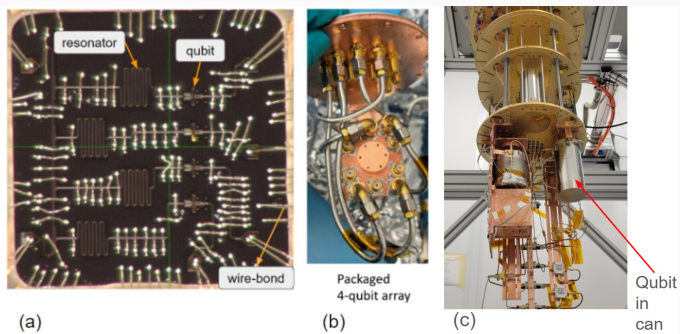 resonator
qubit
wire-bond
(a)
(b)
Packaged
4-qubit array
(c)
Qubit
in
can